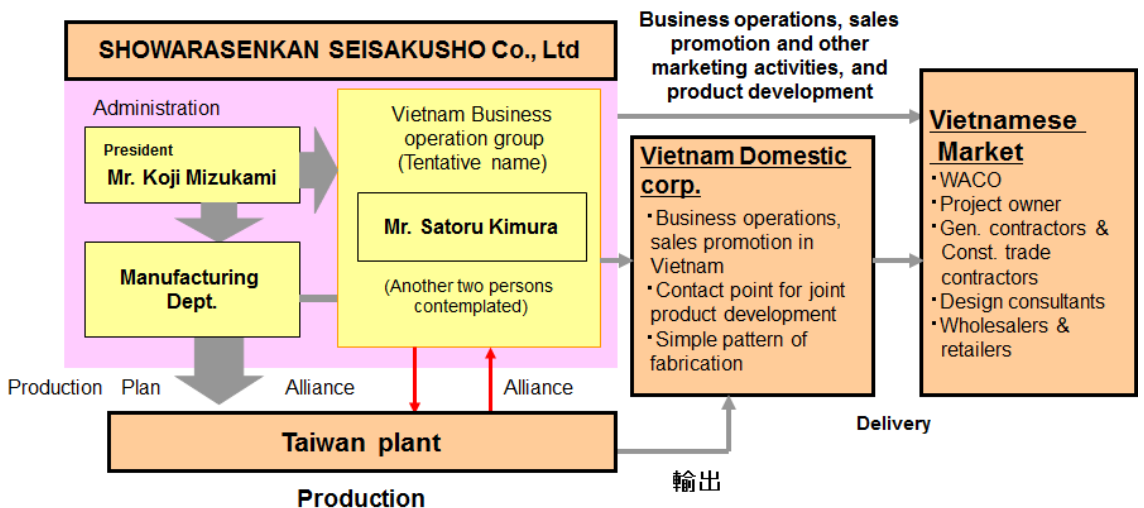 SHOWARASENKAN SEISAKUSHO Co., Ltd
Business operations, sales
promotion and other
marketing activities, and
product development
Administration
President
Mr. Koji Mizukami
Manufacturing
Dept.
Vietnam Business
operation group
(Tentative name)
Mr. Satoru Kimura
(Another two persons
contemplated)
Vietnam Domestic
corp.
・Business operations,
sales promotion in
Vietnam
・Contact point for joint
product development
・Simple pattern of
fabrication
Vietnamese
Market
・WACO
・Project owner
・Gen. contractors &
Const. trade
contractors
・Design consultants
・Wholesalers &
retailers
Production Plan
Alliance
Alliance
Delivery
Taiwan plant
輸出
Production